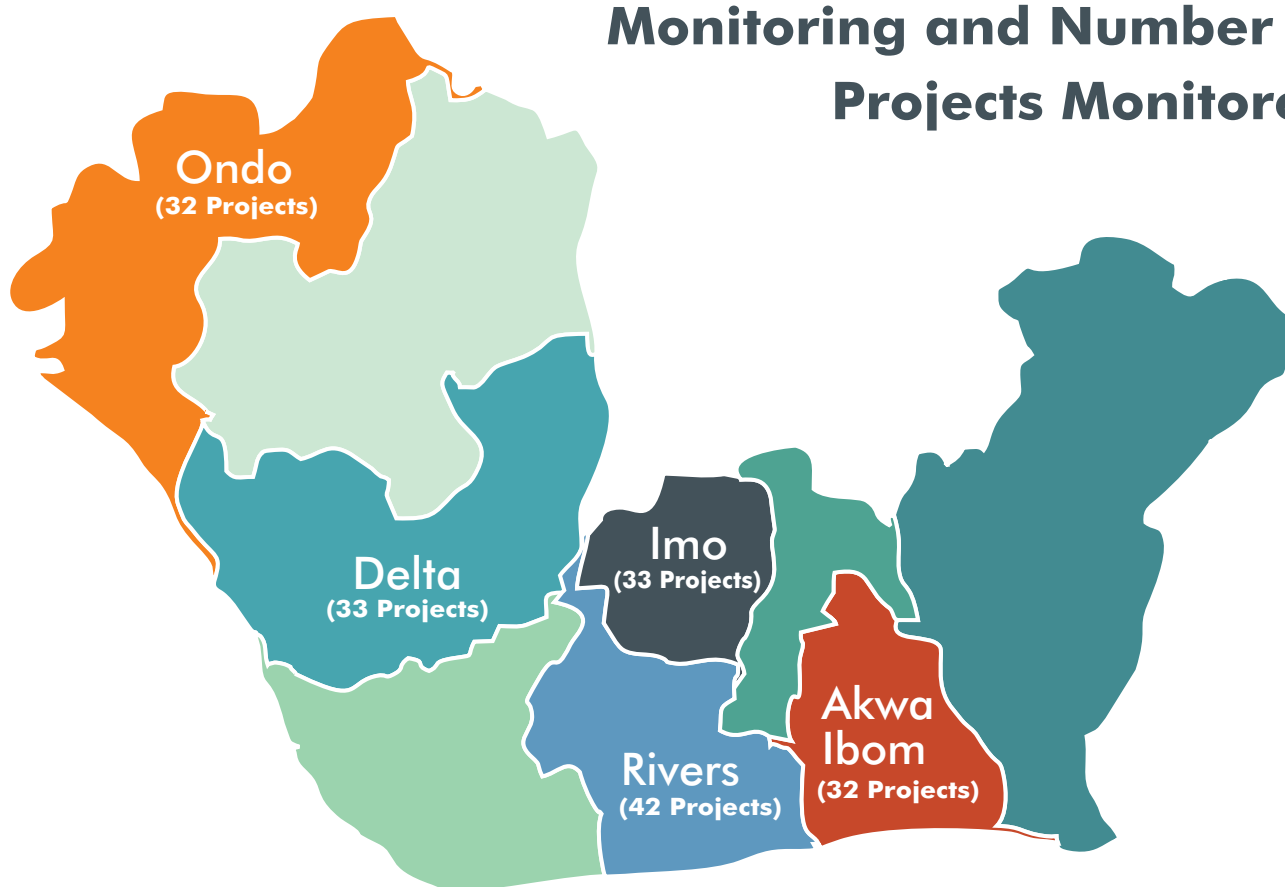 Monitoring and Number
Projects
Ondo
(32 Projects)
Imo
(33 Projects)
Delta
(33 Projects)
Akwa
Ibom
(32 Projects)
Rivers
(42 Projects)